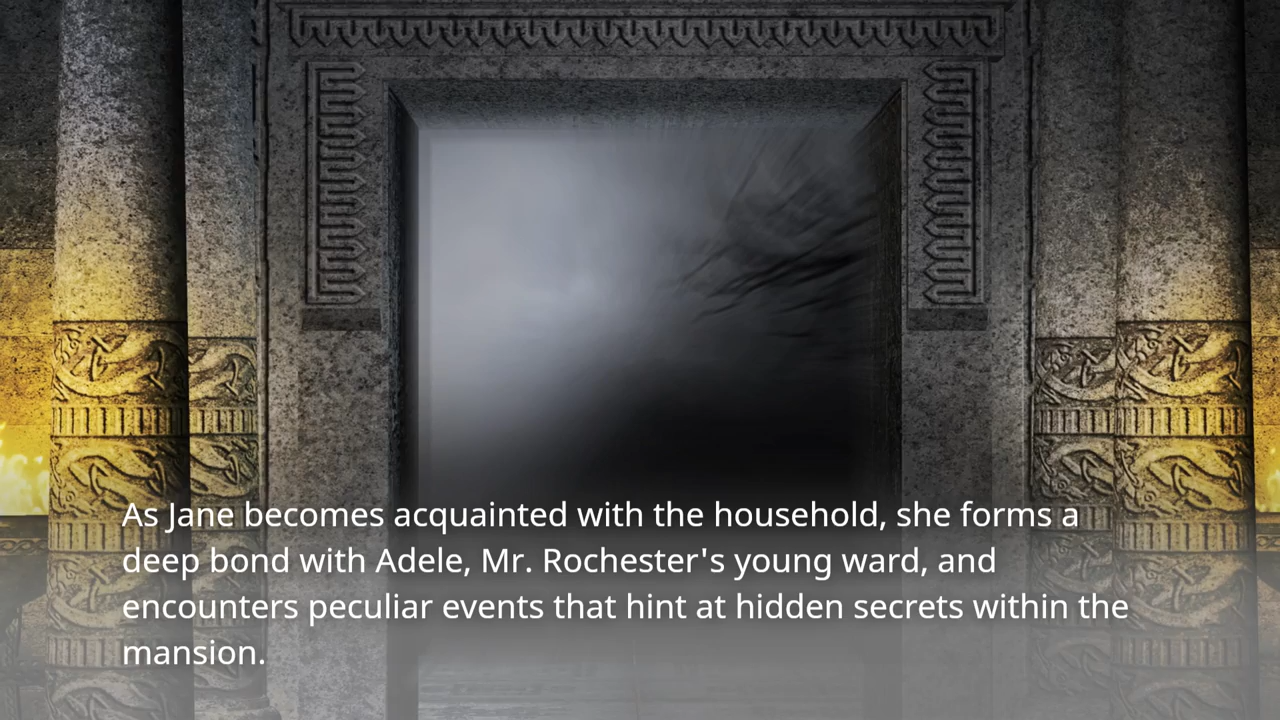 As Jane becomes acquainted with the household, she forms a
deep bond with Adele, Mr. Rochester's young ward, and
encounters peculiar events that hint at hidden secrets within the
mansion.